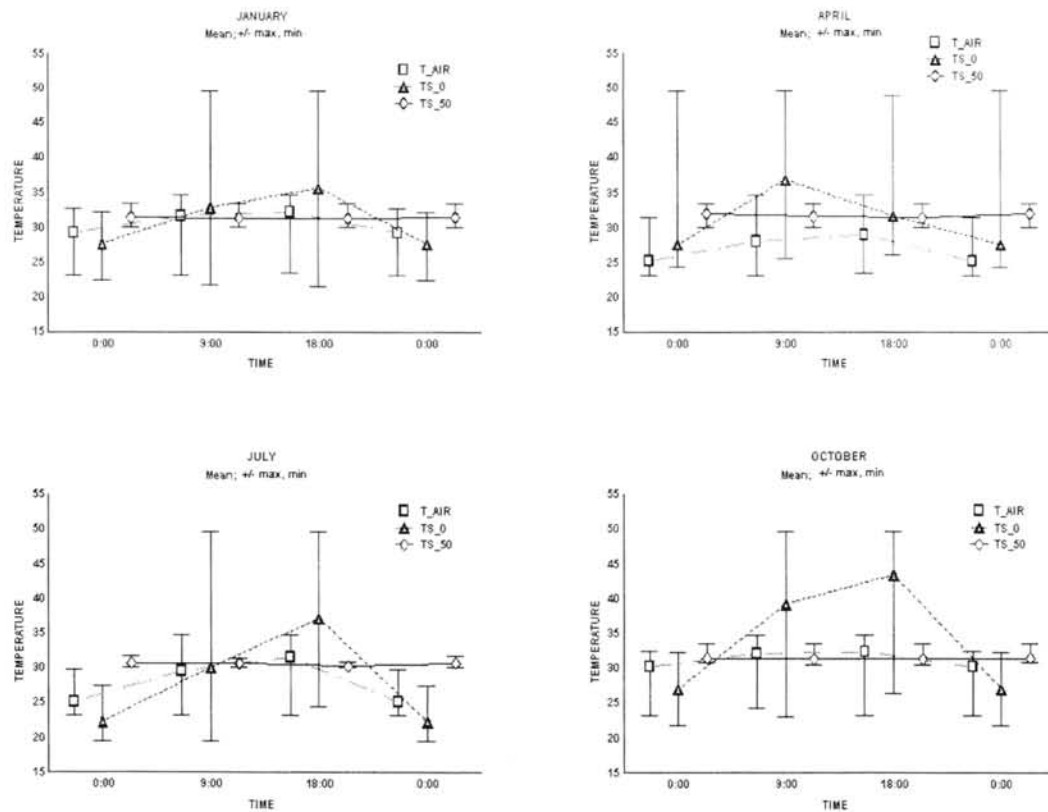 JANUARY
Mean; +/- max, min
55
50
45
40
35
30
25
20
15
TEMPERATURE
T_AIR
TS_0
TS_50
0:00 9:00 18:00 0:00
TIME
APRIL
Mean; +/- max, min
55
50
45
40
35
30
25
20
15
TEMPERATURE
T_AIR
TS_0
TS_50
0:00 9:00 18:00 0:00
TIME
JULY
Mean; +/- max, min
55
50
45
40
35
30
25
20
15
TEMPERATURE
T_AIR
TS_0
TS_50
0:00 9:00 18:00 0:00
TIME
OCTOBER
Mean; +/- max, min
55
50
45
40
35
30
25
20
15
TEMPERATURE
T_AIR
TS_0
TS_50
0:00 9:00 18:00 0:00
TIME